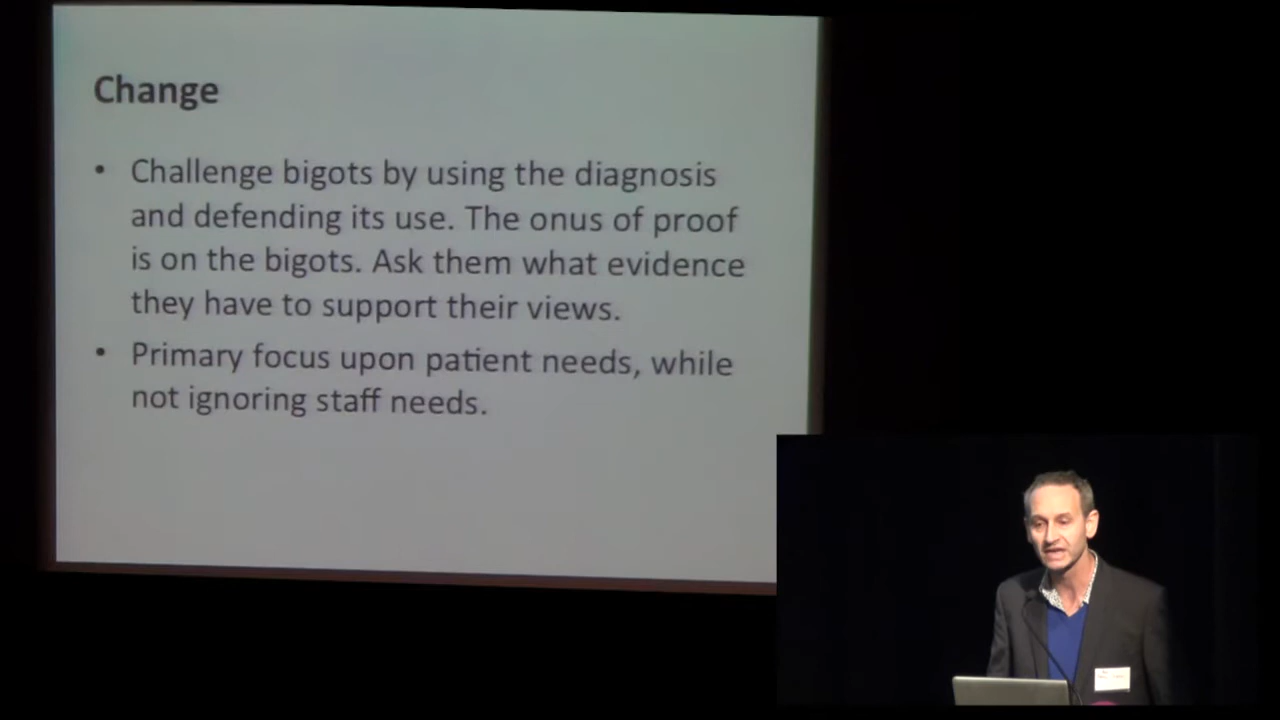 Change
• Challenge bigots by using the diagnosis
and defending its use. The onus of proof
is on the bigots. Ask them what evidence
they have to support their views.
• Primary focus upon patient needs, while
not ignoring staff needs.